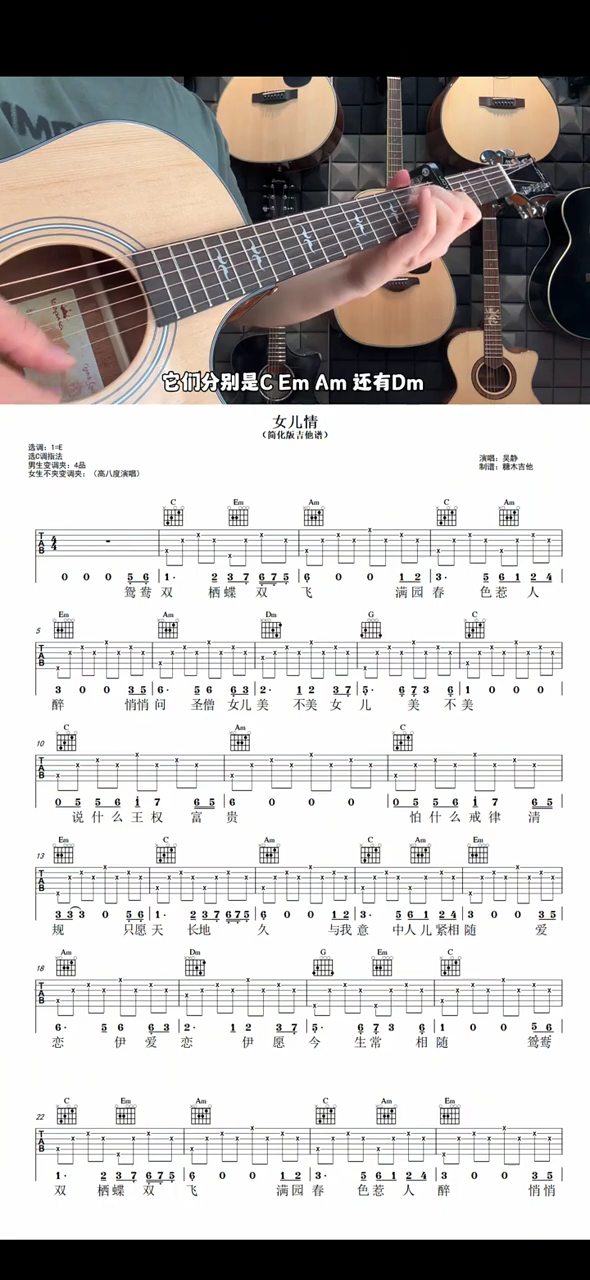 它们分别是C Em Am 还有Dm
女儿情
（简化版吉他谱）
选调：1=E
选C调指法
男生变调夹：4品
女生不夹变调夹：（高八度演唱）
演唱：吴静
制谱：糖木吉他
C Em Am C Am
T A B 4 4
0 0 0 5 6 1· 2 3 7 6 7 5 6 0 0 1 2 3· 5 6 1 2 4
鸳鸯 双 栖蝶 双 飞 满园 春 色惹 人
5 Em Am Dm G C
T A B
3 0 0 3 5 6· 5 6 6 3 2· 1 2 3 7 5· 6 7 3 6 1 0 0 0
醉 悄悄 问 圣僧 女儿 美 不美 女 儿 美 不 美
10 C Am C
T A B
0 5 5 6 i 7 6 5 6 0 0 0 0 5 5 6 i 7 6 5
说 什 么 王 权 富 贵 怕 什 么 戒 律 清
13 Em C Am C Am Em
T A B
3 3 3 0 5 6 1· 2 3 7 6 7 5 6 0 0 1 2 3· 5 6 1 2 4 3 0 0 3 5
规 只愿 天 长地 久 与我 意 中人 儿 紧相 随 爱
18 Am Dm G Em C
T A B
6· 5 6 6 3 2· 1 2 3 7 5· 6 7 3 6 1 0 0 5 6
恋 伊 爱 恋 伊 愿 今 生 常 相 随 鸳鸯
22 C Em Am C Am Em
T A B
1· 2 3 7 6 7 5 6 0 0 1 2 3· 5 6 1 2 4 3 0 0 3 5
双 栖蝶 双 飞 满园 春 色惹 人 醉 悄悄